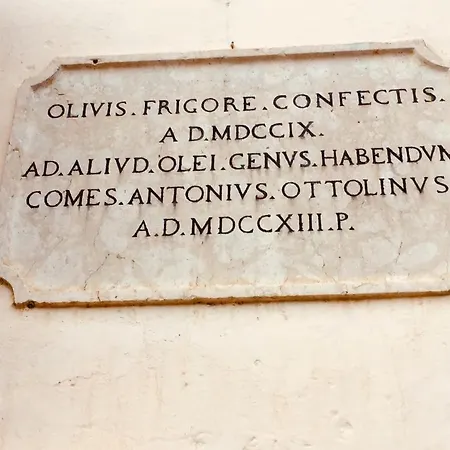 OLIVIS. FRIGORE. CONFECTIS.
A D. MDCCIX.
AD. ALIVD. OLEI. GENVS. HABENDVM
COMES. ANTONIVS. OTTOLINVS
A. D. MDCCXIII. P.